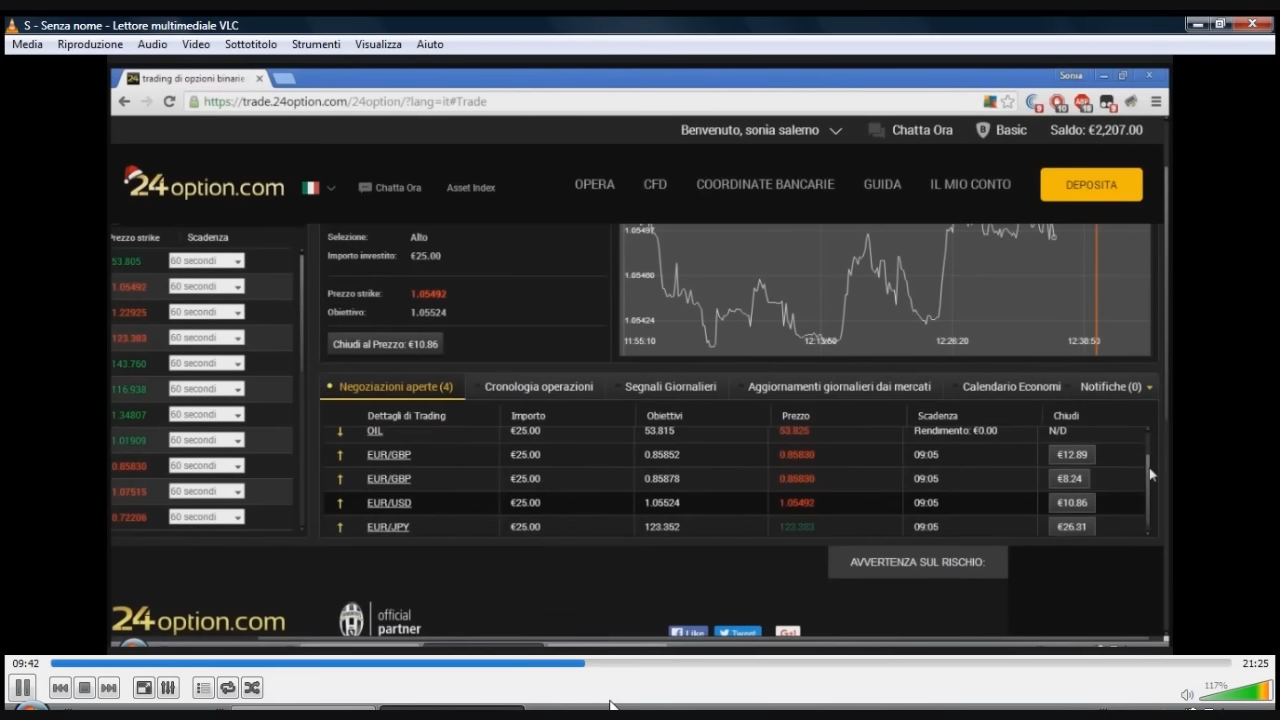 S - Senza nome - Lettore multimediale VLC
Media Riproduzione Audio Video Sottotitolo Strumenti Visualizza Aiuto
24 trading di opzioni binarie
Sonia
https://trade.24option.com/24option/?lang=it#Trade
Benvenuto, sonia salerno Chatta Ora Basic Saldo: €2,207.00
24option.com Chatta Ora Asset Index OPERA CFD COORDINATE BANCARIE GUIDA IL MIO CONTO DEPOSITA
Prezzo strike Scadenza
53.805 60 secondi
1.05492 60 secondi
1.22925 60 secondi
123.383 60 secondi
143.760 60 secondi
116.938 60 secondi
1.34807 60 secondi
1.01909 60 secondi
0.85830 60 secondi
1.07515 60 secondi
0.72206 60 secondi
Selezione: Alto
Importo investito: €25.00
Prezzo strike: 1.05492
Obiettivo: 1.05524
Chiudi al Prezzo: €10.86
1.05497
1.05460
1.05424
11:55:10 12:13:50 12:26:20 12:38:50
Negoziazioni aperte (4) Cronologia operazioni Segnali Giornalieri Aggiornamenti giornalieri dai mercati Calendario Economi Notifiche (0)
Dettagli di Trading Importo Obiettivi Prezzo Scadenza Chiudi
OIL €25.00 53.815 53.825 Rendimento: €0.00 N/D
EUR/GBP €25.00 0.85852 0.85830 09:05 €12.89
EUR/GBP €25.00 0.85878 0.85830 09:05 €8.24
EUR/USD €25.00 1.05524 1.05492 09:05 €10.86
EUR/JPY €25.00 123.352 123.383 09:05 €26.31
AVVERTENZA SUL RISCHIO:
24option.com
official
partner
Like Tweet G+1
09:42 21:25
117%